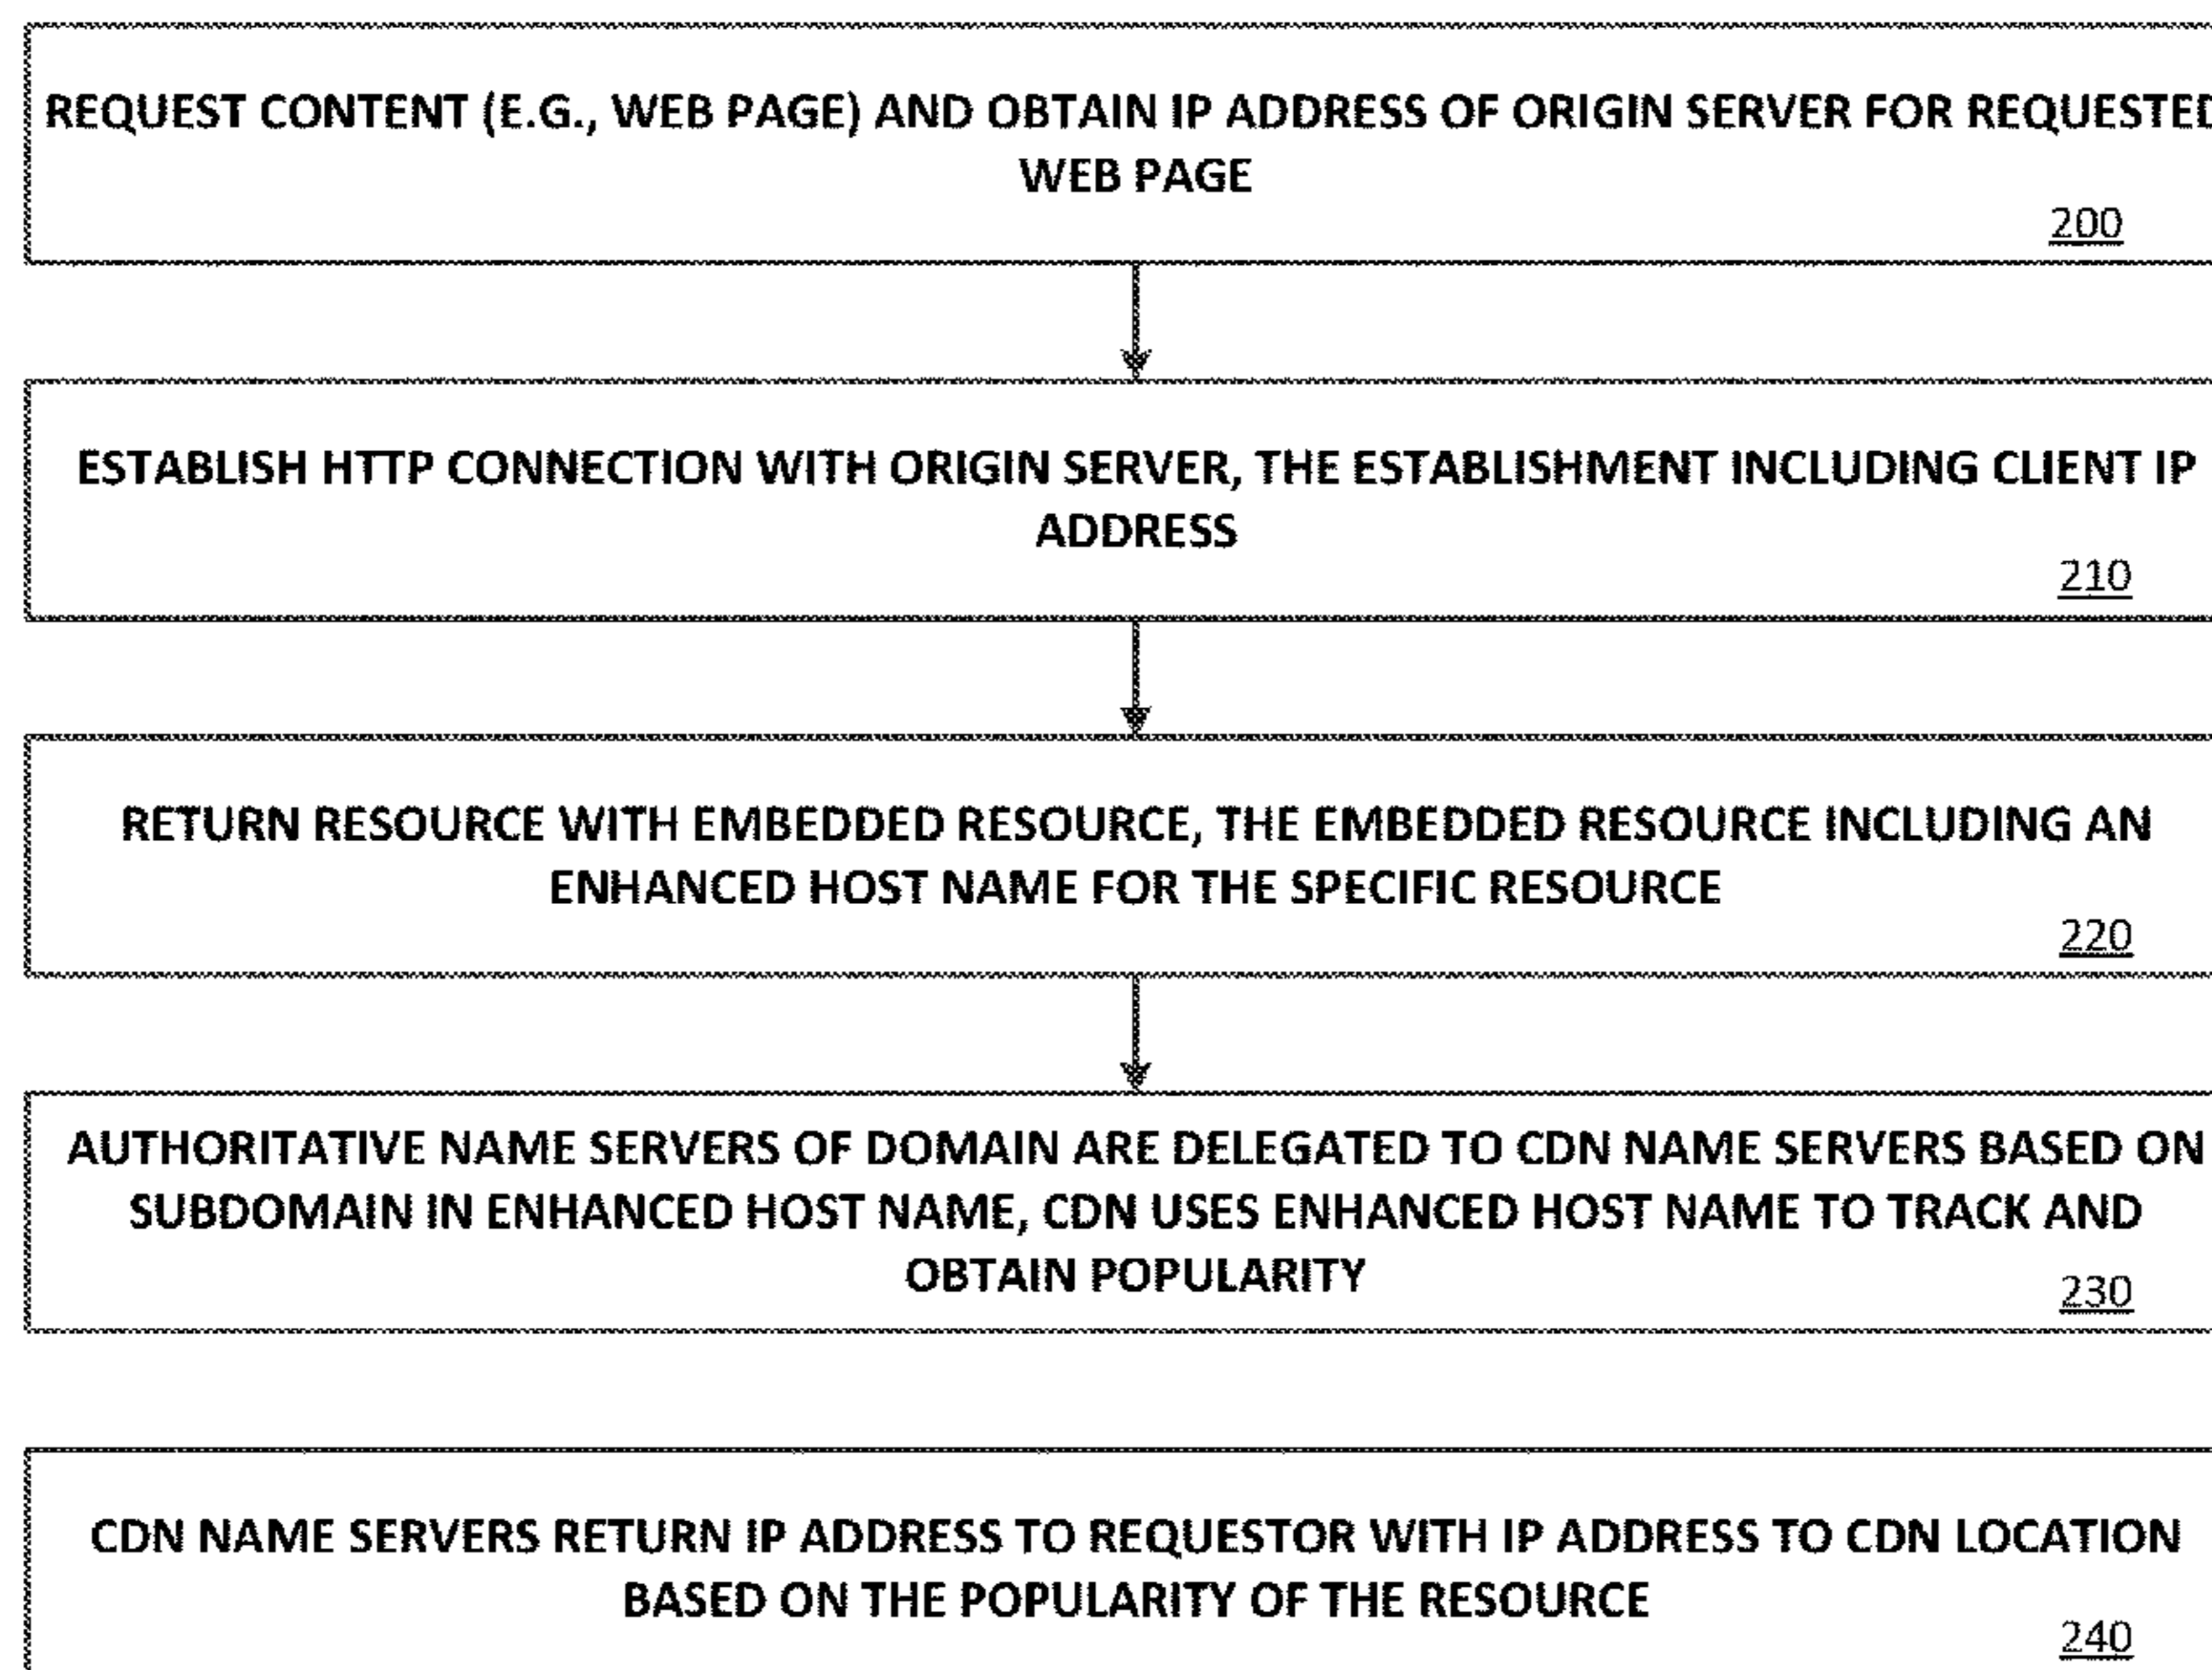 REQUEST CONTENT (E.G., WEB PAGE) AND OBTAIN IP ADDRESS OF ORIGIN SERVER FOR REQUESTED
WEB PAGE
200
ESTABLISH HTTP CONNECTION WITH ORIGIN SERVER, THE ESTABLISHMENT INCLUDING CLIENT IP
ADDRESS
210
RETURN RESOURCE WITH EMBEDDED RESOURCE, THE EMBEDDED RESOURCE INCLUDING AN
ENHANCED HOST NAME FOR THE SPECIFIC RESOURCE
220
AUTHORITATIVE NAME SERVERS OF DOMAIN ARE DELEGATED TO CDN NAME SERVERS BASED ON
SUBDOMAIN IN ENHANCED HOST NAME, CDN USES ENHANCED HOST NAME TO TRACK AND
OBTAIN POPULARITY
230
CDN NAME SERVERS RETURN IP ADDRESS TO REQUESTOR WITH IP ADDRESS TO CDN LOCATION
BASED ON THE POPULARITY OF THE RESOURCE
240